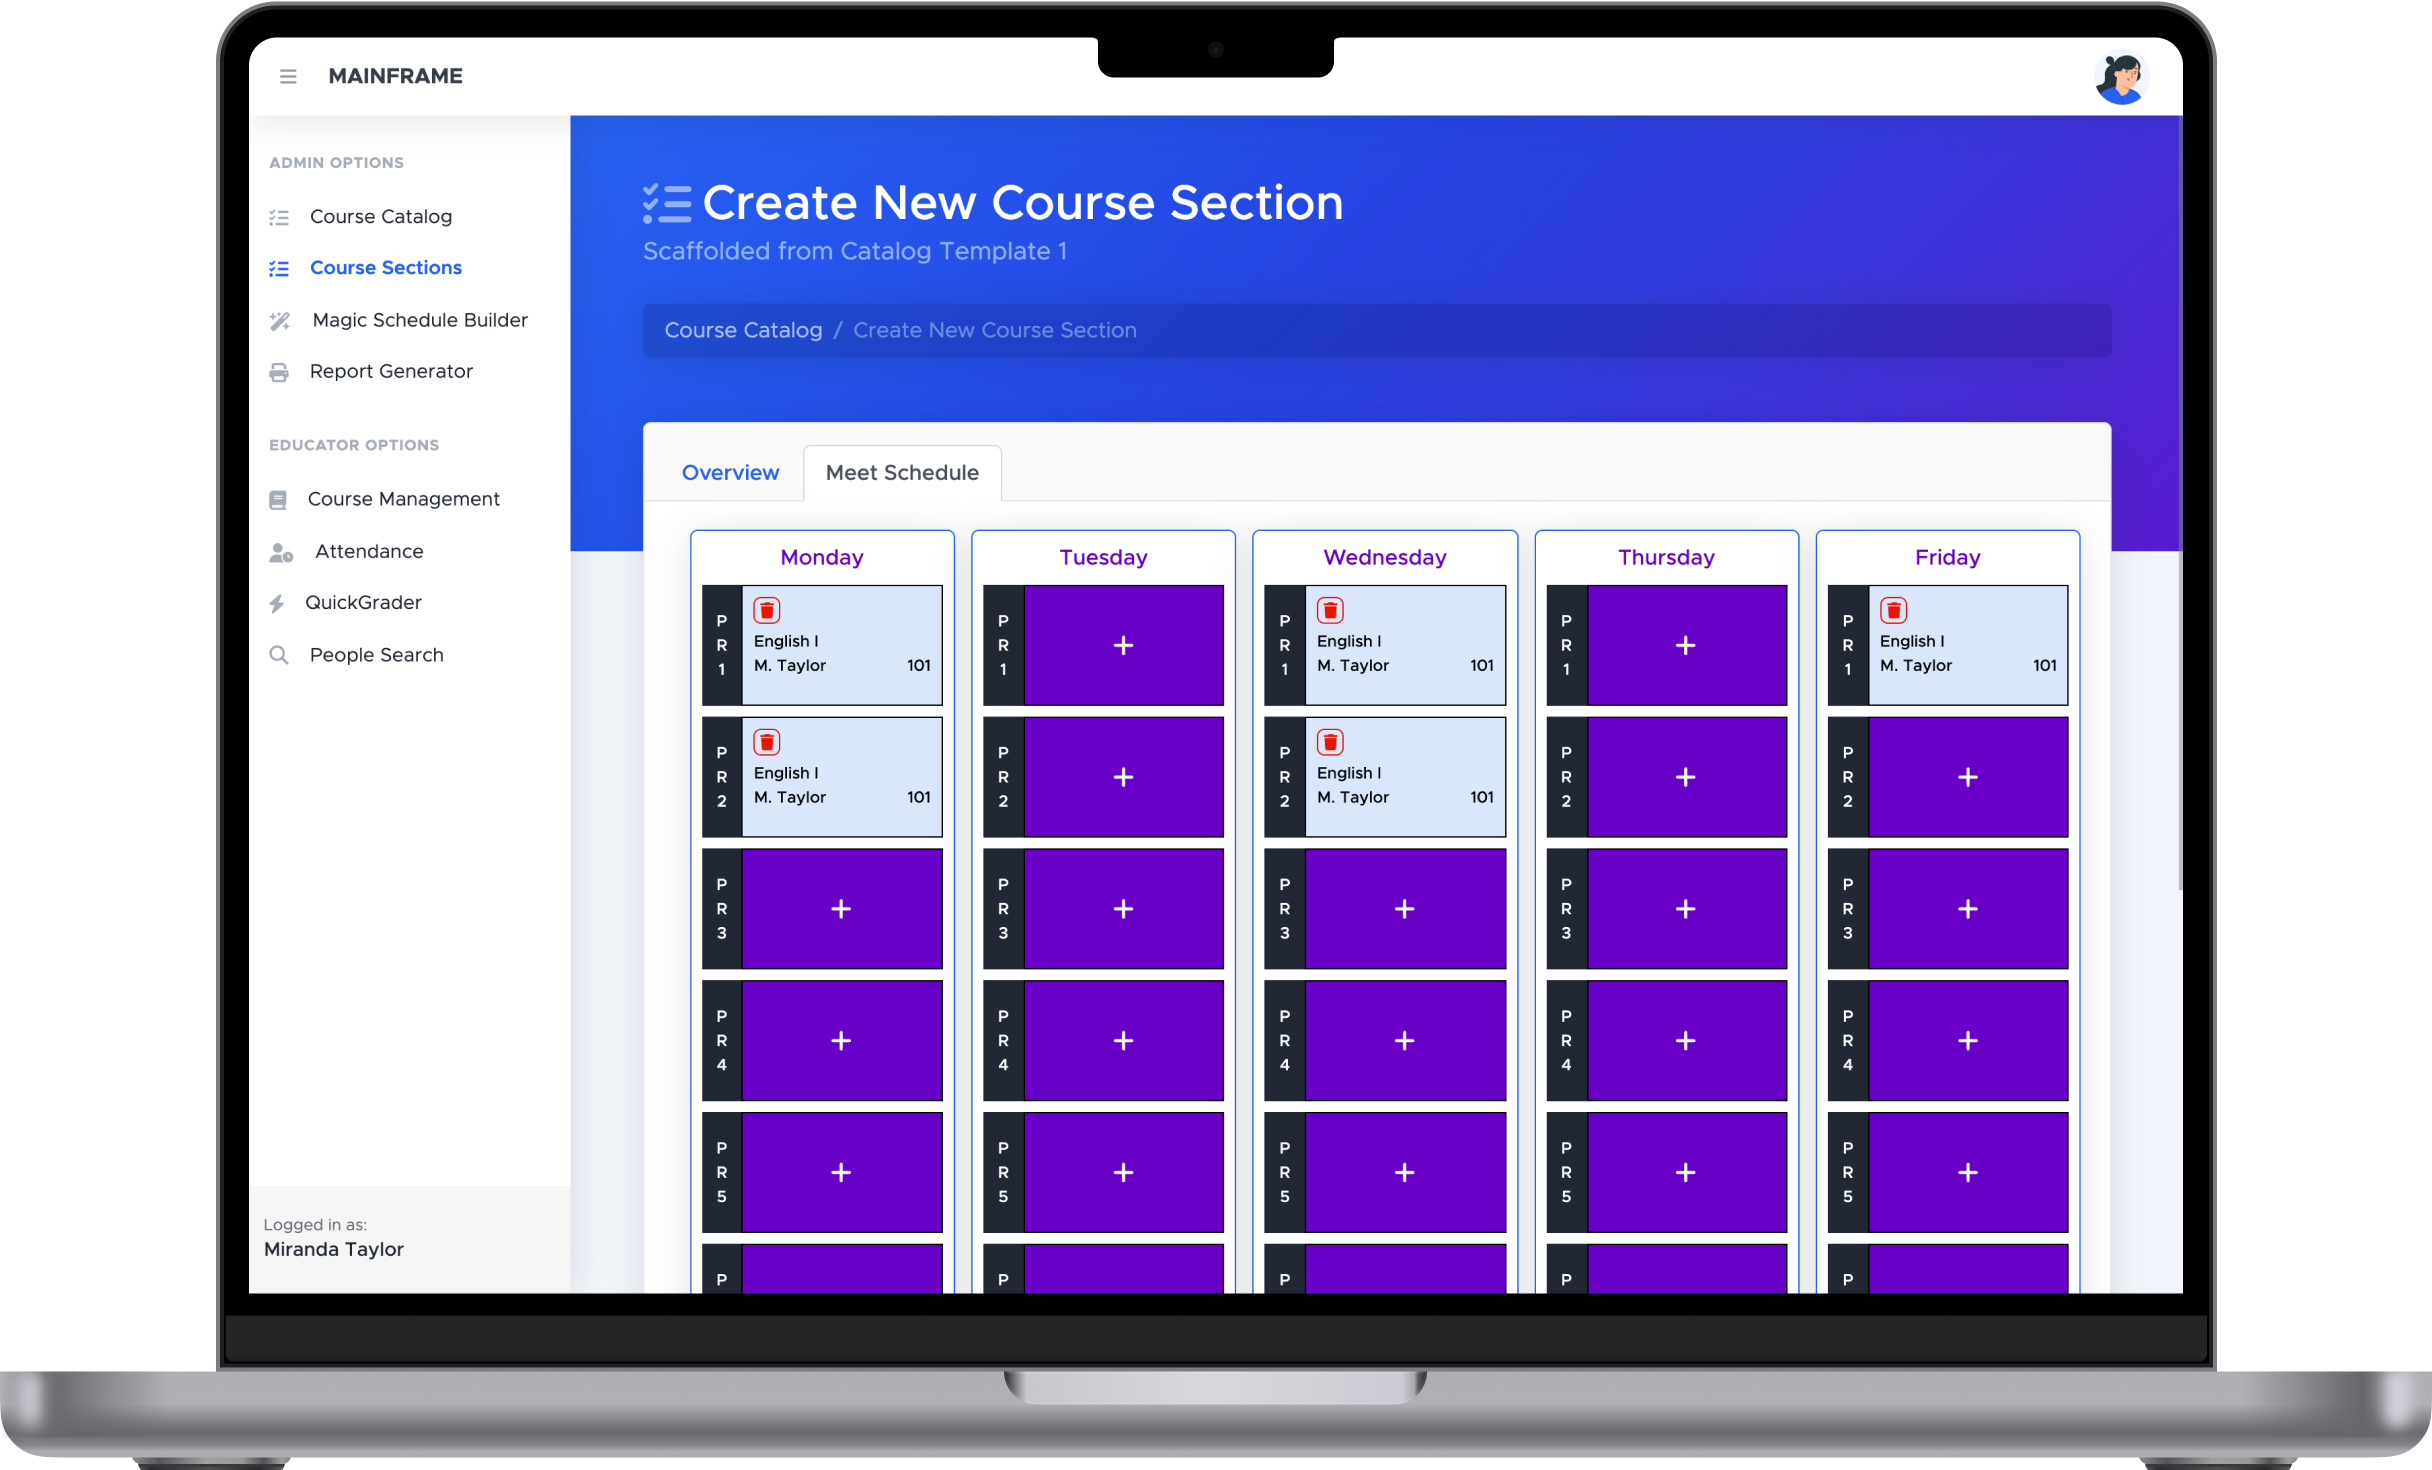 MAINFRAME
ADMIN OPTIONS
Course Catalog
Course Sections
Magic Schedule Builder
Report Generator
EDUCATOR OPTIONS
Course Management
Attendance
QuickGrader
People Search
Logged in as:
Miranda Taylor
Create New Course Section
Scaffolded from Catalog Template 1
Course Catalog / Create New Course Section
Overview
Meet Schedule
Monday
PR1
English I
M. Taylor 101
PR2
English I
M. Taylor 101
PR3
+
PR4
+
PR5
+
P
Tuesday
PR1
+
PR2
+
PR3
+
PR4
+
PR5
+
P
Wednesday
PR1
English I
M. Taylor 101
PR2
English I
M. Taylor 101
PR3
+
PR4
+
PR5
+
P
Thursday
PR1
+
PR2
+
PR3
+
PR4
+
PR5
+
P
Friday
PR1
English I
M. Taylor 101
PR2
+
PR3
+
PR4
+
PR5
+
P